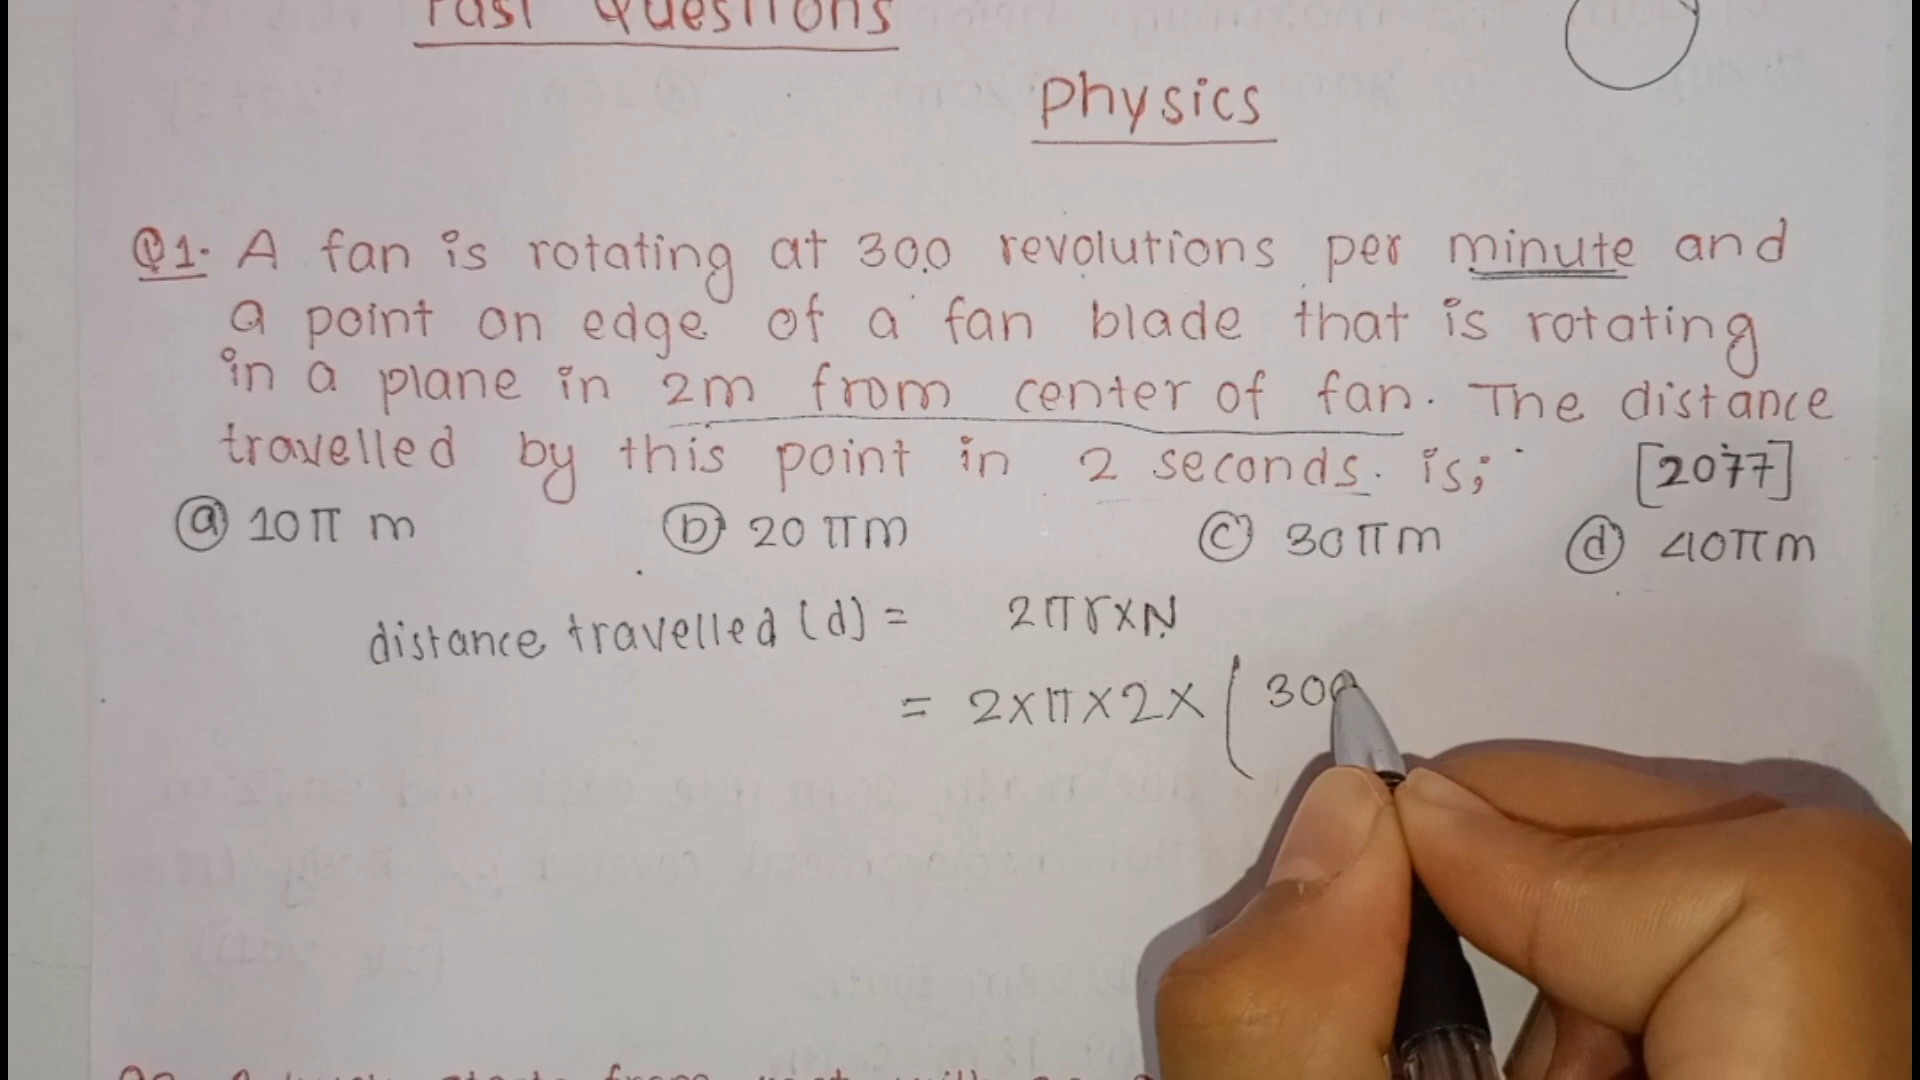 Past Questions
Physics
Q1. A fan is rotating at 300 revolutions per minute and
a point on edge of a fan blade that is rotating
in a plane in 2m from center of fan. The distance
travelled by this point in 2 seconds. is;
[2077]
ⓐ 10π m ⓑ 20πm ⓒ 30πm ⓓ 40πm
distance travelled (d) = 2πr×N
= 2×π×2×(300